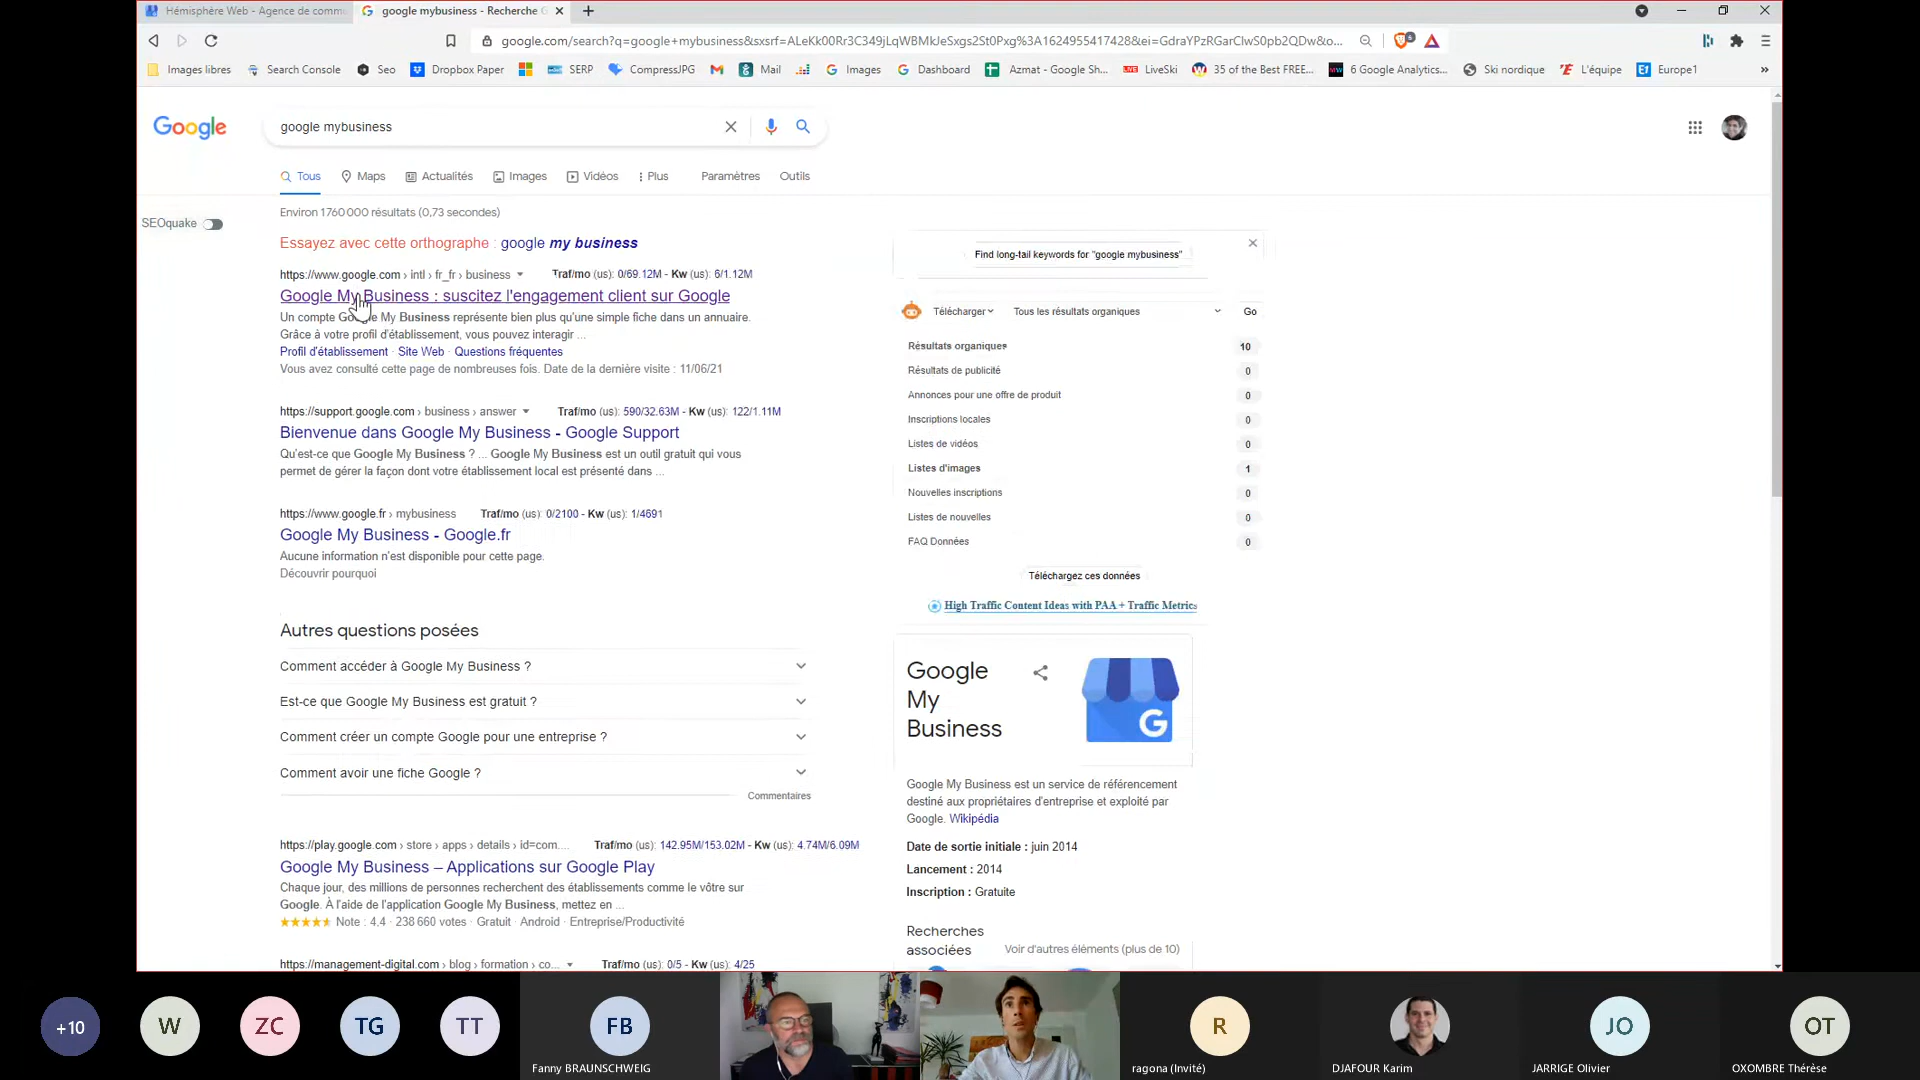 Hémisphère Web - Agence de commu
google mybusiness - Recherche G
google.com/search?q=google+mybusiness&sxsrf=ALeKk00Rr3C349jLqWBMkJeSxgs2St0Pxg%3A1624955417428&ei=GdraYPzRGarClwS0pb2QDw&o...
Images libres
Search Console
Seo
Dropbox Paper
SERP
CompressJPG
Mail
Images
Dashboard
Azmat - Google Sh...
LiveSki
35 of the Best FREE...
6 Google Analytics...
Ski nordique
L'équipe
Europe1
»
Google
google mybusiness
Tous
Maps
Actualités
Images
Vidéos
Plus
Paramètres
Outils
SEOquake
Environ 1 760 000 résultats (0,73 secondes)
Essayez avec cette orthographe : google my business
https://www.google.com › intl › fr_fr › business Traf/mo (us): 0/69.12M - Kw (us): 6/1.12M
Google My Business : suscitez l'engagement client sur Google
Un compte Google My Business représente bien plus qu'une simple fiche dans un annuaire.
Grâce à votre profil d'établissement, vous pouvez interagir ...
Profil d'établissement · Site Web · Questions fréquentes
Vous avez consulté cette page de nombreuses fois. Date de la dernière visite : 11/06/21
https://support.google.com › business › answer Traf/mo (us): 590/32.63M - Kw (us): 122/1.11M
Bienvenue dans Google My Business - Google Support
Qu'est-ce que Google My Business ? ... Google My Business est un outil gratuit qui vous
permet de gérer la façon dont votre établissement local est présenté dans ...
https://www.google.fr › mybusiness Traf/mo (us): 0/2100 - Kw (us): 1/4691
Google My Business - Google.fr
Aucune information n'est disponible pour cette page.
Découvrir pourquoi
Autres questions posées
Comment accéder à Google My Business ?
Est-ce que Google My Business est gratuit ?
Comment créer un compte Google pour une entreprise ?
Comment avoir une fiche Google ?
Commentaires
https://play.google.com › store › apps › details › id=com.... Traf/mo (us): 142.95M/153.02M - Kw (us): 4.74M/6.09M
Google My Business – Applications sur Google Play
Chaque jour, des millions de personnes recherchent des établissements comme le vôtre sur
Google. À l'aide de l'application Google My Business, mettez en ...
Note : 4,4 · 238 660 votes · Gratuit · Android · Entreprise/Productivité
https://management-digital.com › blog › formation › co... Traf/mo (us): 0/5 - Kw (us): 4/25
Find long-tail keywords for "google mybusiness"
Télécharger
Tous les résultats organiques
Go
Résultats organiques 10
Résultats de publicité 0
Annonces pour une offre de produit 0
Inscriptions locales 0
Listes de vidéos 0
Listes d'images 1
Nouvelles inscriptions 0
Listes de nouvelles 0
FAQ Données 0
Téléchargez ces données
High Traffic Content Ideas with PAA + Traffic Metrics
Google
My
Business
G
Google My Business est un service de référencement
destiné aux propriétaires d'entreprise et exploité par
Google. Wikipédia
Date de sortie initiale : juin 2014
Lancement : 2014
Inscription : Gratuite
Recherches
associées
Voir d'autres éléments (plus de 10)
+10
W
ZC
TG
TT
FB
Fanny BRAUNSCHWEIG
R
ragona (Invité)
DJAFOUR Karim
JO
JARRIGE Olivier
OT
OXOMBRE Thérèse